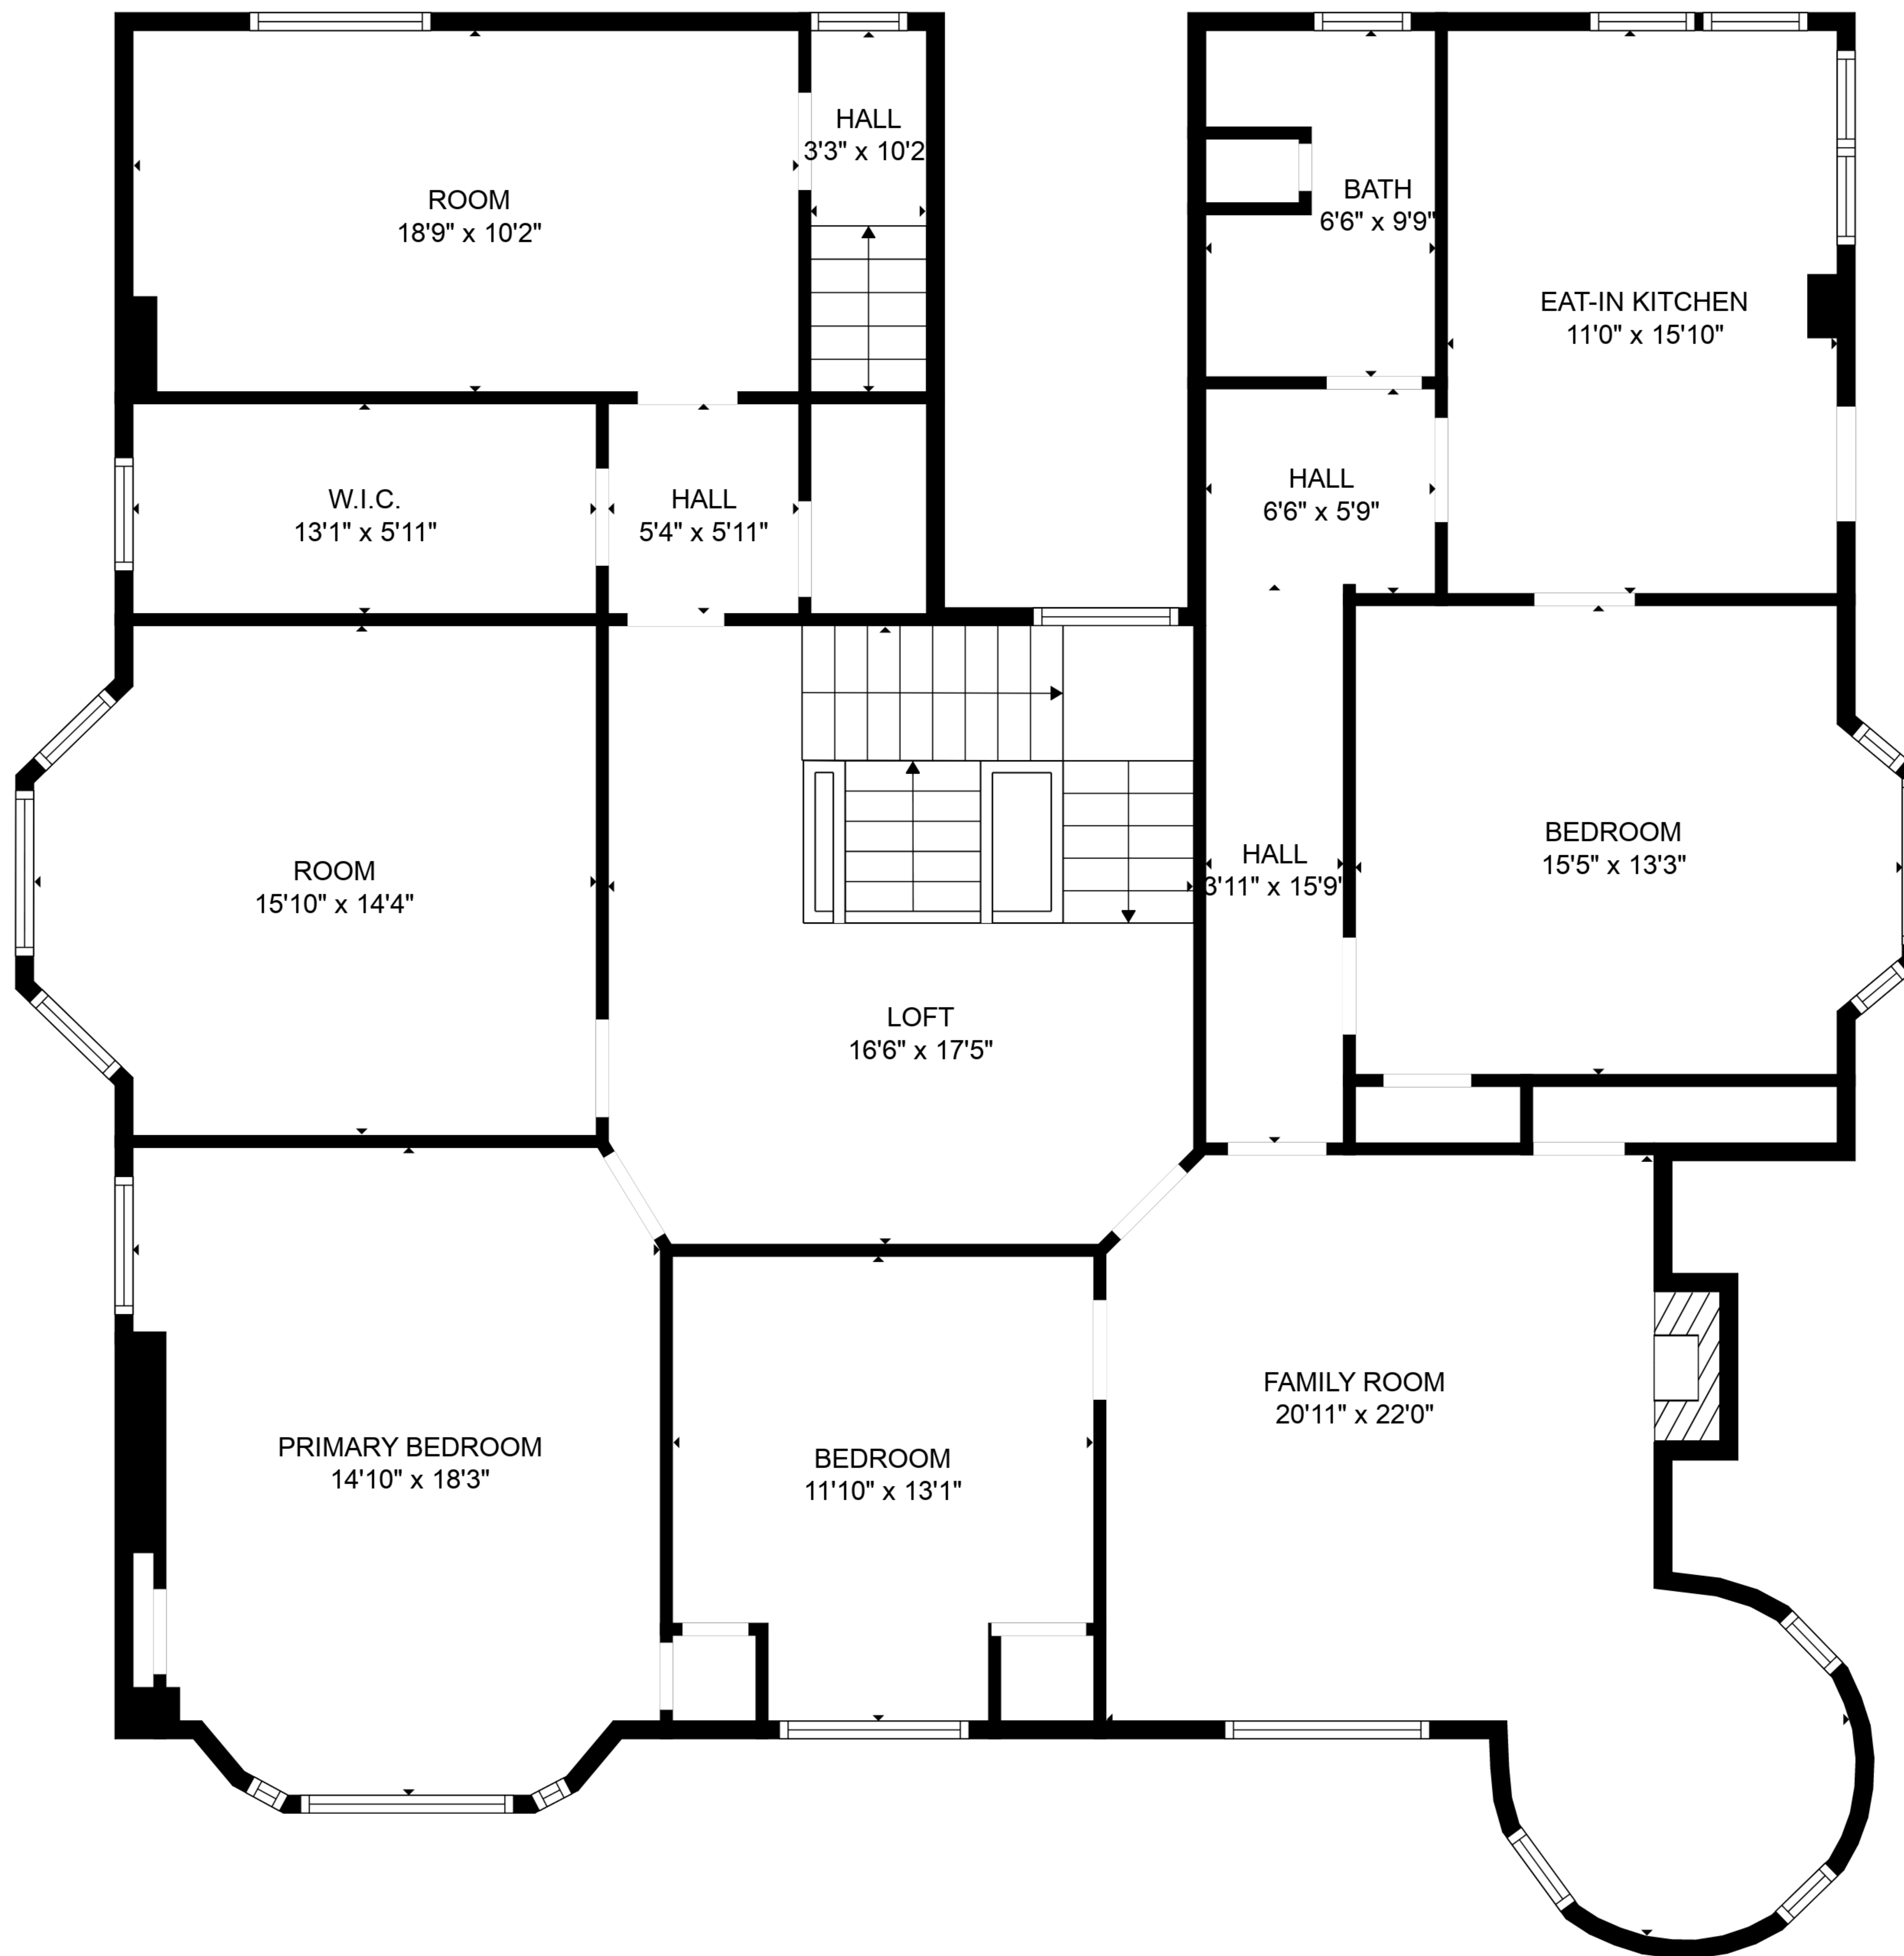 HALL
3'3" x 10'2
ROOM
18'9" x 10'2"
BATH
6'6" x 9'9"
EAT-IN KITCHEN
11'0" x 15'10"
W.I.C.
13'1" x 5'11"
HALL
5'4" x 5'11"
HALL
6'6" x 5'9"
ROOM
15'10" x 14'4"
HALL
3'11" x 15'9"
BEDROOM
15'5" x 13'3"
LOFT
16'6" x 17'5"
PRIMARY BEDROOM
14'10" x 18'3"
BEDROOM
11'10" x 13'1"
FAMILY ROOM
20'11" x 22'0"